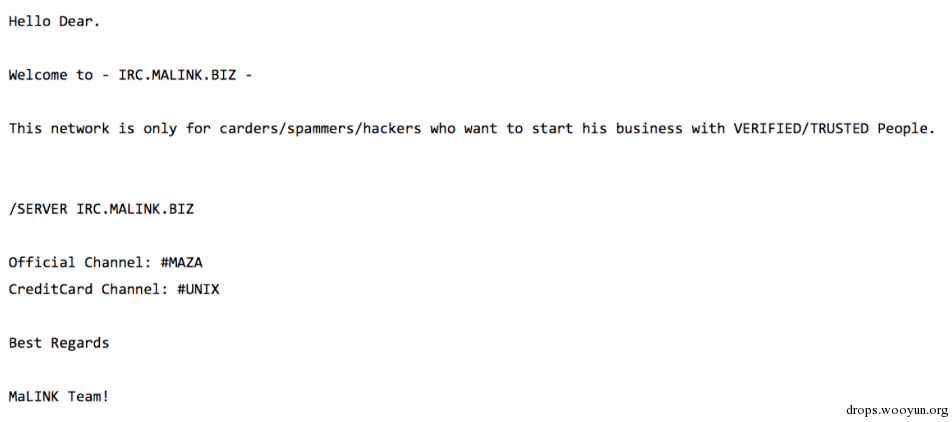 Hello Dear.
Welcome to - IRC.MALINK.BIZ -
This network is only for carders/spammers/hackers who want to start his business with VERIFIED/TRUSTED People.
/SERVER IRC.MALINK.BIZ
Official Channel: #MAZA
CreditCard Channel: #UNIX
Best Regards
MaLINK Team!
drops.wooyun.org